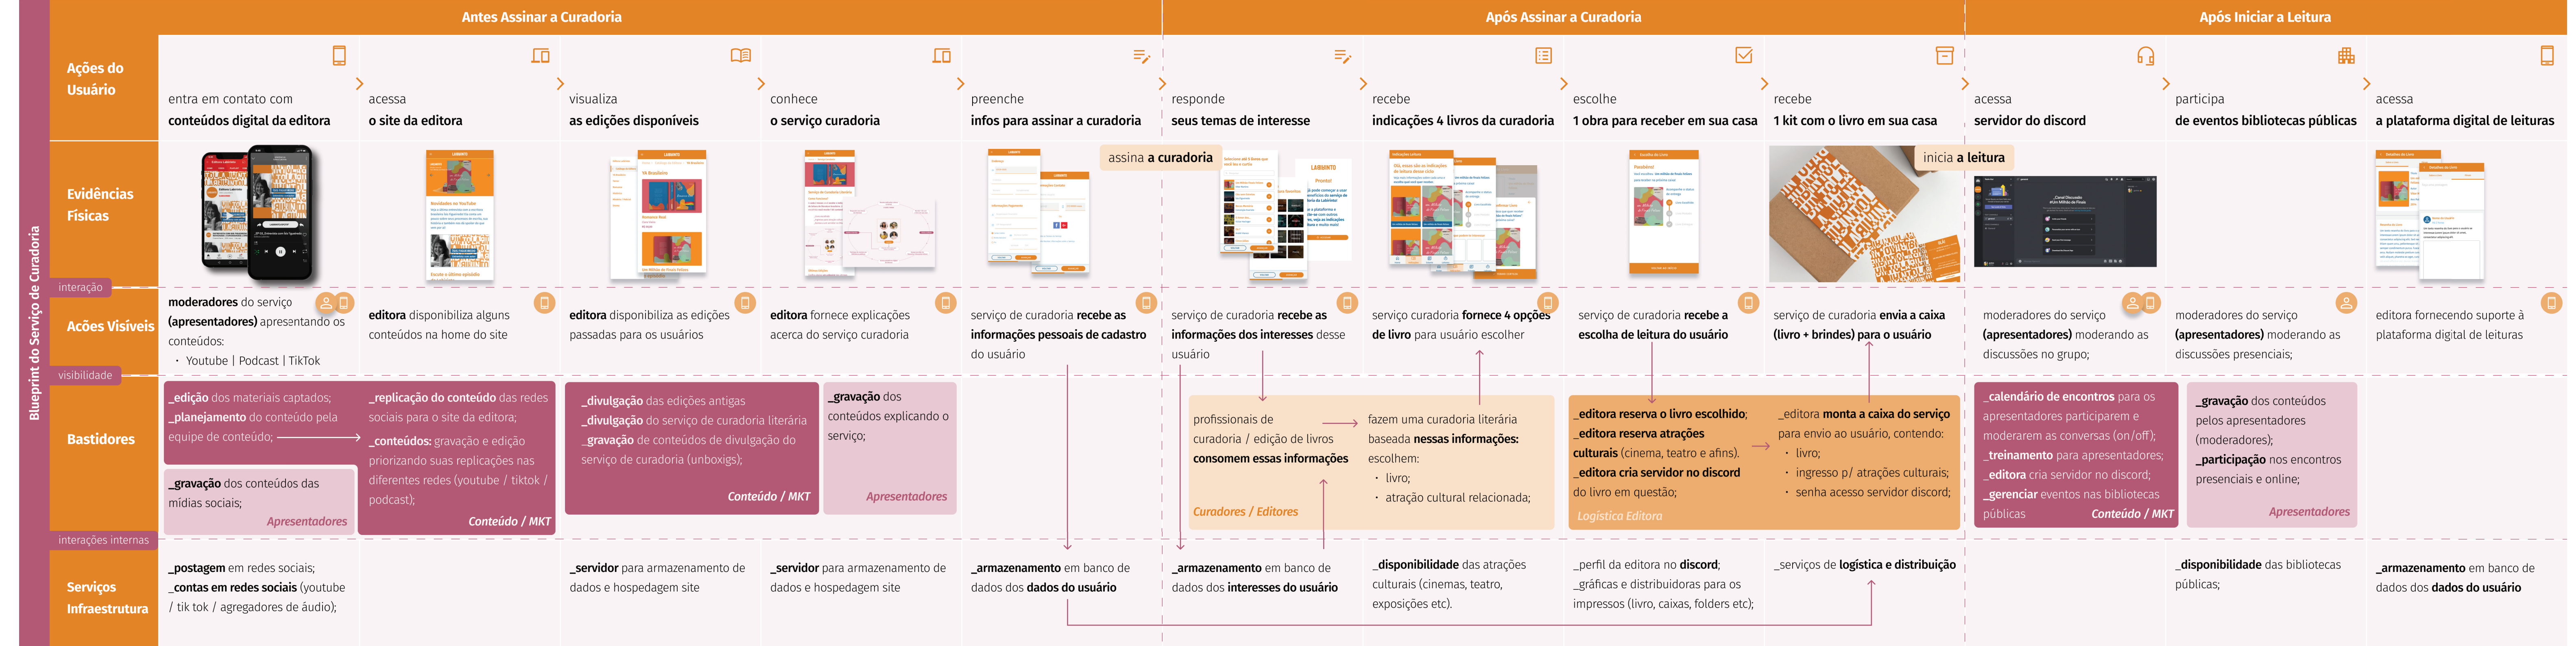 Blueprint do Serviço de Curadoria
Antes Assinar a Curadoria
Após Assinar a Curadoria
Após Iniciar a Leitura
Ações do
Usuário
entra em contato com
conteúdos digital da editora
acessa
o site da editora
visualiza
as edições disponíveis
conhece
o serviço curadoria
preenche
infos para assinar a curadoria
responde
seus temas de interesse
recebe
indicações 4 livros da curadoria
escolhe
1 obra para receber em sua casa
recebe
1 kit com o livro em sua casa
acessa
servidor do discord
participa
de eventos bibliotecas públicas
acessa
a plataforma digital de leituras
assina a curadoria
inicia a leitura
Evidências
Físicas
LABIRINTO
Novidades no YouTube
interação
Acões Visíveis
moderadores do serviço
(apresentadores) apresentando os
conteúdos:
· Youtube | Podcast | TikTok
editora disponibiliza alguns
conteúdos na home do site
editora disponibiliza as edições
passadas para os usuários
editora fornece explicações
acerca do serviço curadoria
serviço de curadoria recebe as
informações pessoais de cadastro
do usuário
serviço de curadoria recebe as
informações dos interesses desse
usuário
serviço curadoria fornece 4 opções
de livro para usuário escolher
serviço de curadoria recebe a
escolha de leitura do usuário
serviço de curadoria envia a caixa
(livro + brindes) para o usuário
moderadores do serviço
(apresentadores) moderando as
discussões no grupo;
moderadores do serviço
(apresentadores) moderando as
discussões presenciais;
editora fornecendo suporte à
plataforma digital de leituras
visibilidade
Bastidores
_edição dos materiais captados;
_planejamento do conteúdo pela
equipe de conteúdo;
_gravação dos conteúdos das
mídias sociais;
Apresentadores
_replicação do conteúdo das redes
sociais para o site da editora;
_conteúdos: gravação e edição
priorizando suas replicações nas
diferentes redes (youtube / tiktok /
podcast);
Conteúdo / MKT
_divulgação das edições antigas
_divulgação do serviço de curadoria literária
_gravação de conteúdos de divulgação do
serviço de curadoria (unboxigs);
Conteúdo / MKT
_gravação dos
conteúdos explicando o
serviço;
Apresentadores
profissionais de
curadoria / edição de livros
consomem essas informações
Curadores / Editores
fazem uma curadoria literária
baseada nessas informações:
escolhem:
· livro;
· atração cultural relacionada;
_editora reserva o livro escolhido;
_editora reserva atrações
culturais (cinema, teatro e afins).
_editora cria servidor no discord
do livro em questão;
Logística Editora
_editora monta a caixa do serviço
para envio ao usuário, contendo:
· livro;
· ingresso p/ atrações culturais;
· senha acesso servidor discord;
_calendário de encontros para os
apresentadores participarem e
moderarem as conversas (on/off);
_treinamento para apresentadores;
_editora cria servidor no discord;
_gerenciar eventos nas bibliotecas
públicas
Conteúdo / MKT
_gravação dos conteúdos
pelos apresentadores
(moderadores);
_participação nos encontros
presenciais e online;
Apresentadores
interações internas
Serviços
Infraestrutura
_postagem em redes sociais;
_contas em redes sociais (youtube
/ tik tok / agregadores de áudio);
_servidor para armazenamento de
dados e hospedagem site
_servidor para armazenamento de
dados e hospedagem site
_armazenamento em banco de
dados dos dados do usuário
_armazenamento em banco de
dados dos interesses do usuário
_disponibilidade das atrações
culturais (cinemas, teatro,
exposições etc).
_perfil da editora no discord;
_gráficas e distribuidoras para os
impressos (livro, caixas, folders etc);
_serviços de logística e distribuição
_disponibilidade das bibliotecas
públicas;
_armazenamento em banco de
dados dos dados do usuário